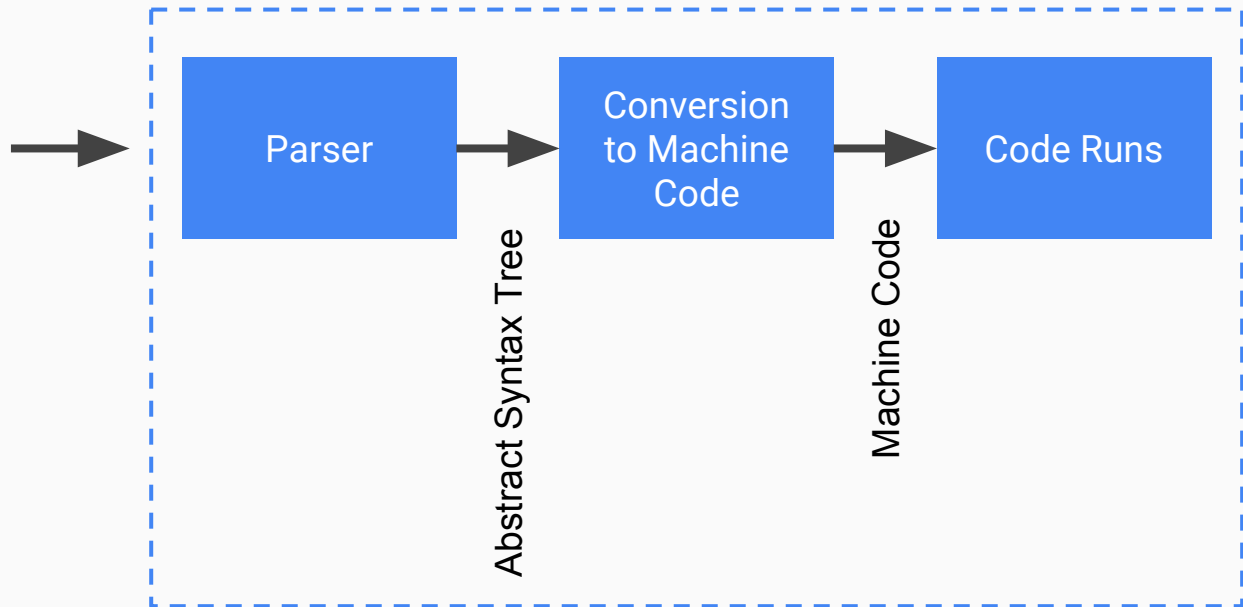 Parser
Conversion
to Machine
Code
Code Runs
Abstract Syntax Tree
Machine Code